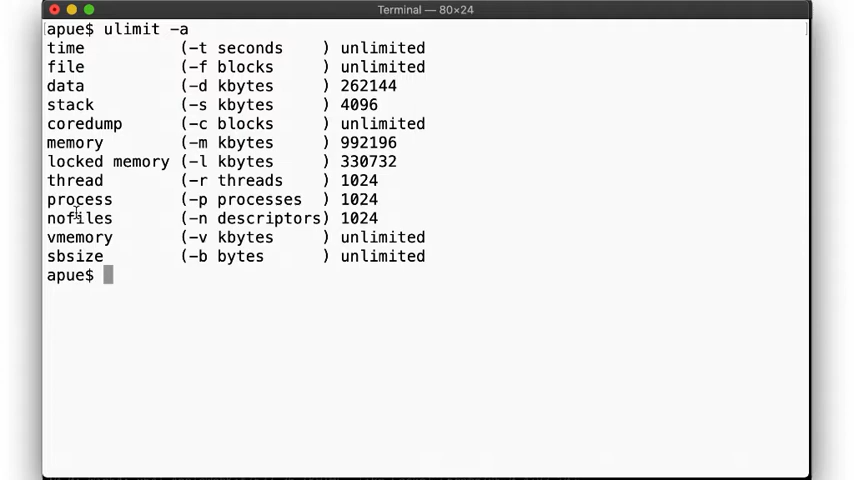 Terminal — 80×24
apue$ ulimit -a
time (-t seconds ) unlimited
file (-f blocks ) unlimited
data (-d kbytes ) 262144
stack (-s kbytes ) 4096
coredump (-c blocks ) unlimited
memory (-m kbytes ) 992196
locked memory (-l kbytes ) 330732
thread (-r threads ) 1024
process (-p processes ) 1024
nofiles (-n descriptors) 1024
vmemory (-v kbytes ) unlimited
sbsize (-b bytes ) unlimited
apue$